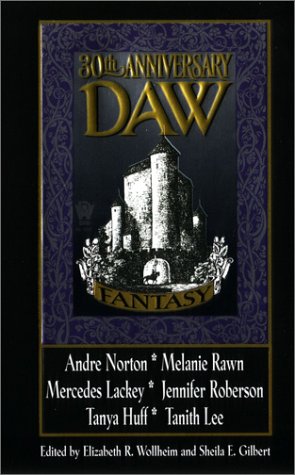 30th ANNIVERSARY
DAW
FANTASY
Andre Norton * Melanie Rawn
Mercedes Lackey * Jennifer Roberson
Tanya Huff * Tanith Lee
Edited by Elizabeth R. Wollheim and Sheila E. Gilbert